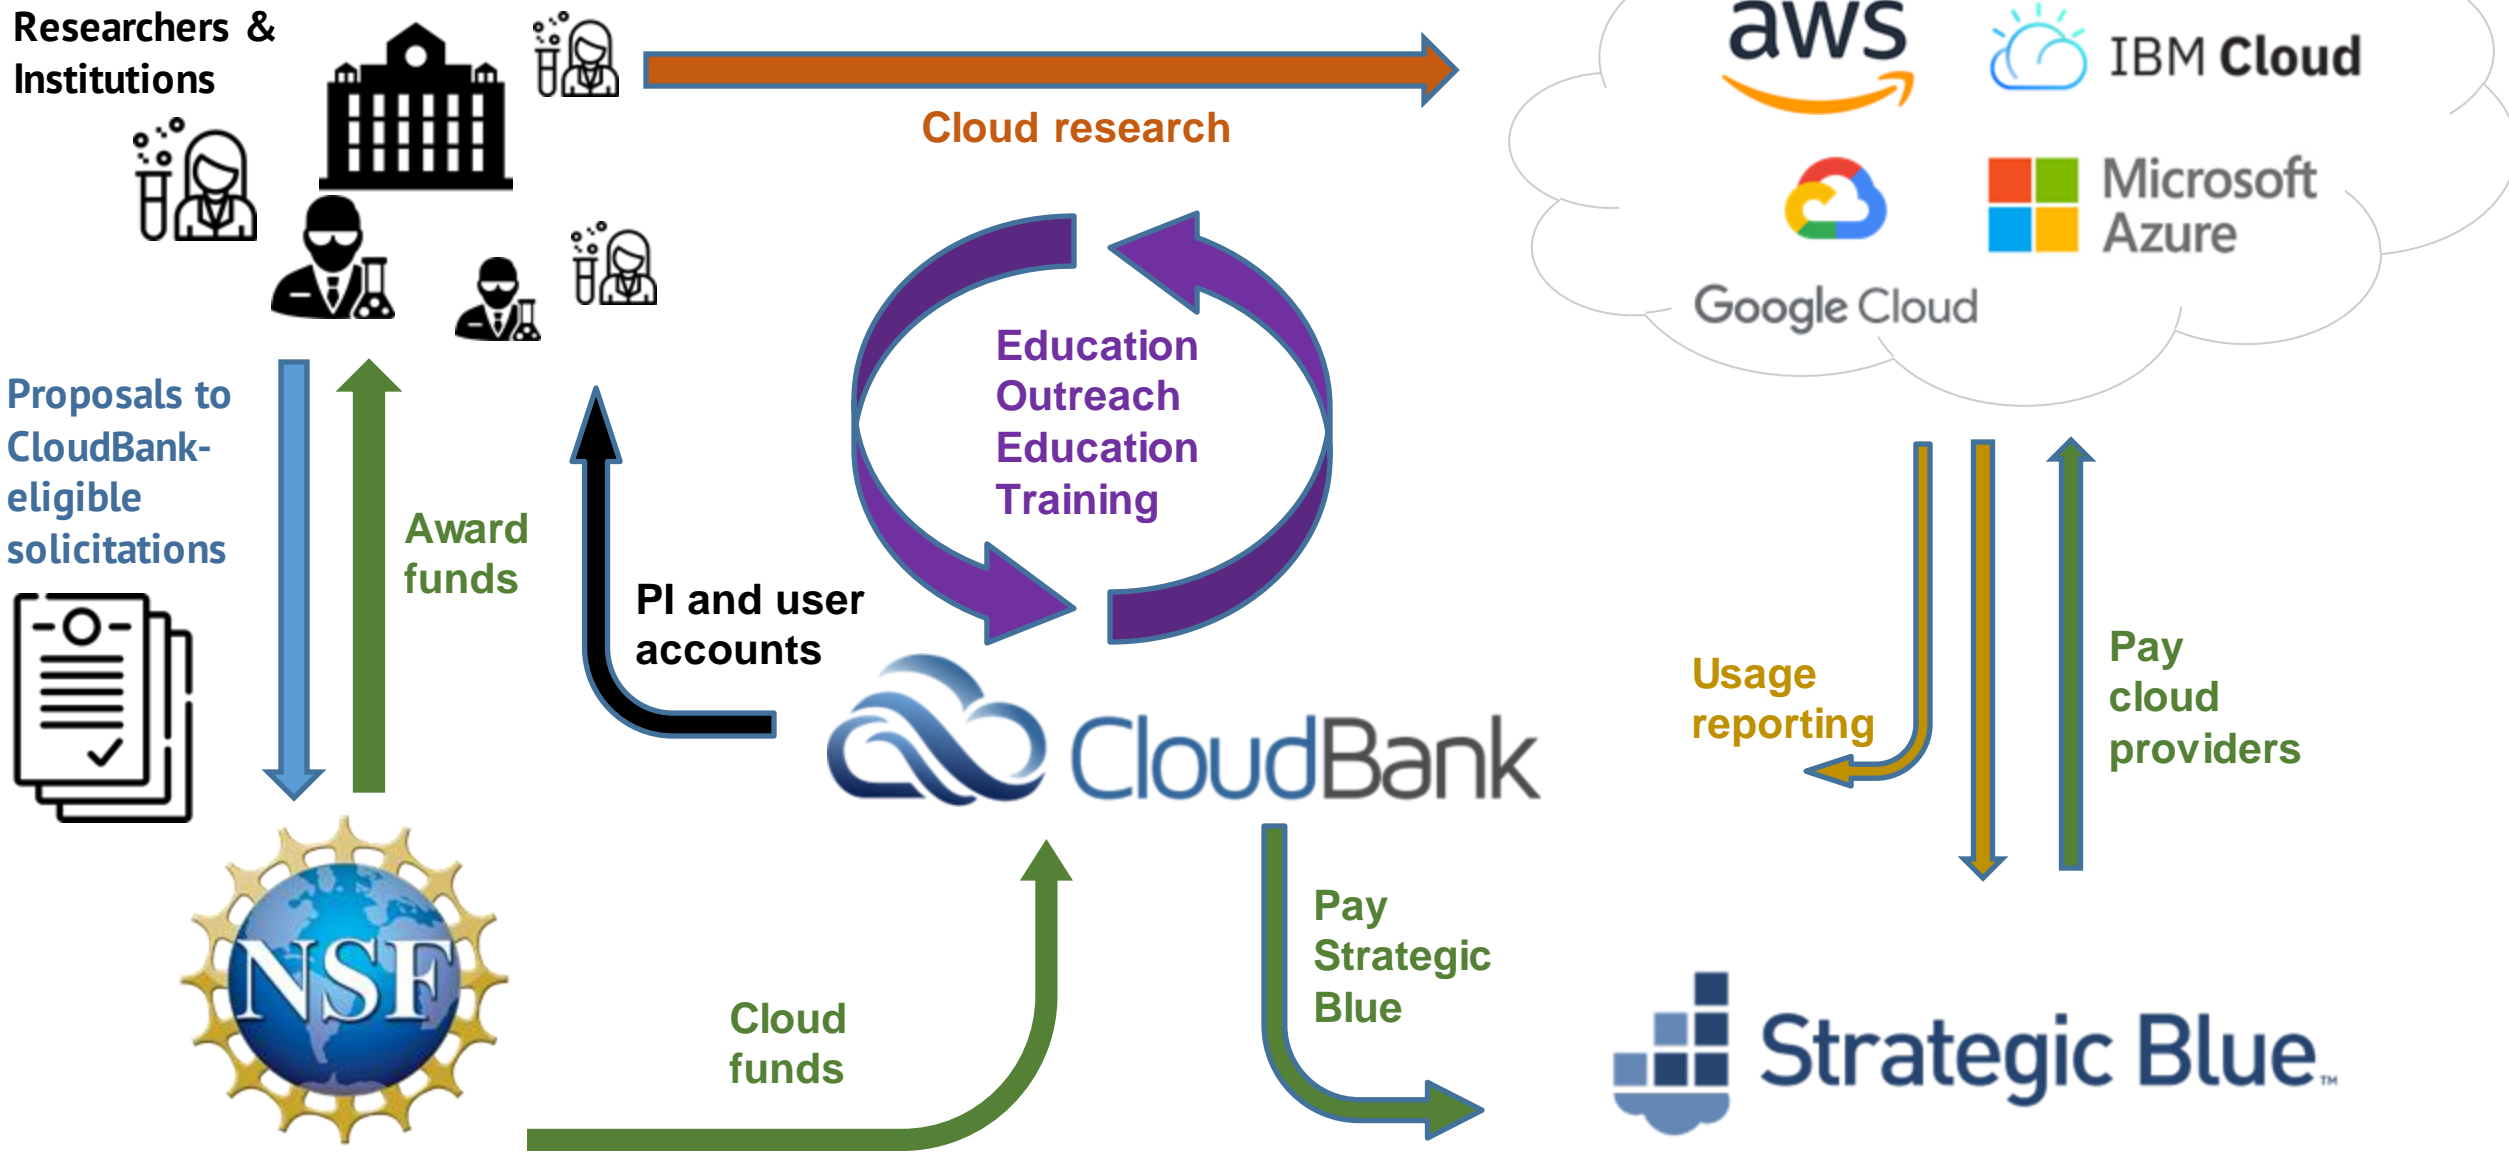 Researchers &
Institutions
aws
IBM Cloud
Cloud research
Microsoft
Azure
Google Cloud
Education
Outreach
Education
Training
Proposals to
CloudBank-
eligible
solicitations
Award
funds
PI and user
accounts
Usage
reporting
Pay
cloud
providers
CloudBank
NSF
Cloud
funds
Pay
Strategic
Blue
Strategic Blue™